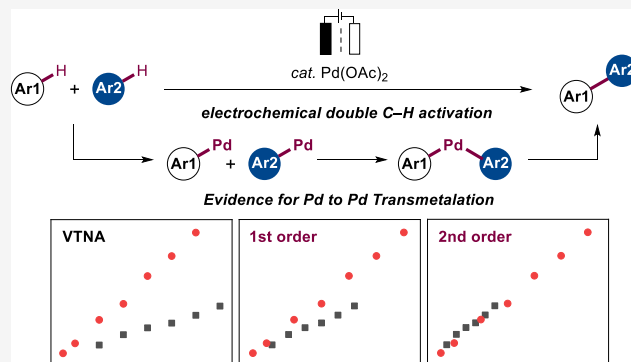 Ar1 H + Ar2 H
cat. Pd(OAc)2
Ar1 Ar2
electrochemical double C–H activation
Ar1 Pd + Ar2 Pd
Ar1 Pd Ar2
Evidence for Pd to Pd Transmetalation
VTNA
1st order
2nd order